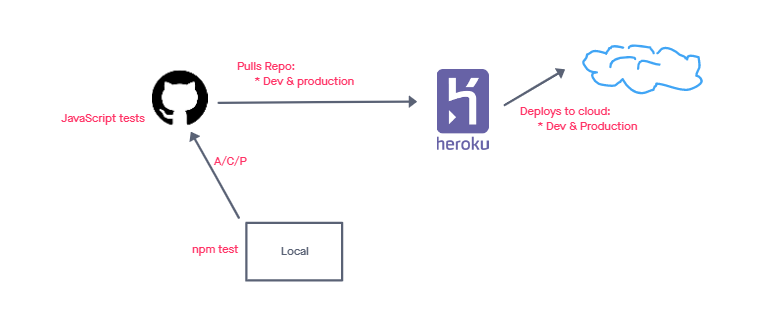 Pulls Repo:
* Dev & production
JavaScript tests
heroku
Deploys to cloud:
* Dev & Production
A/C/P
npm test
Local